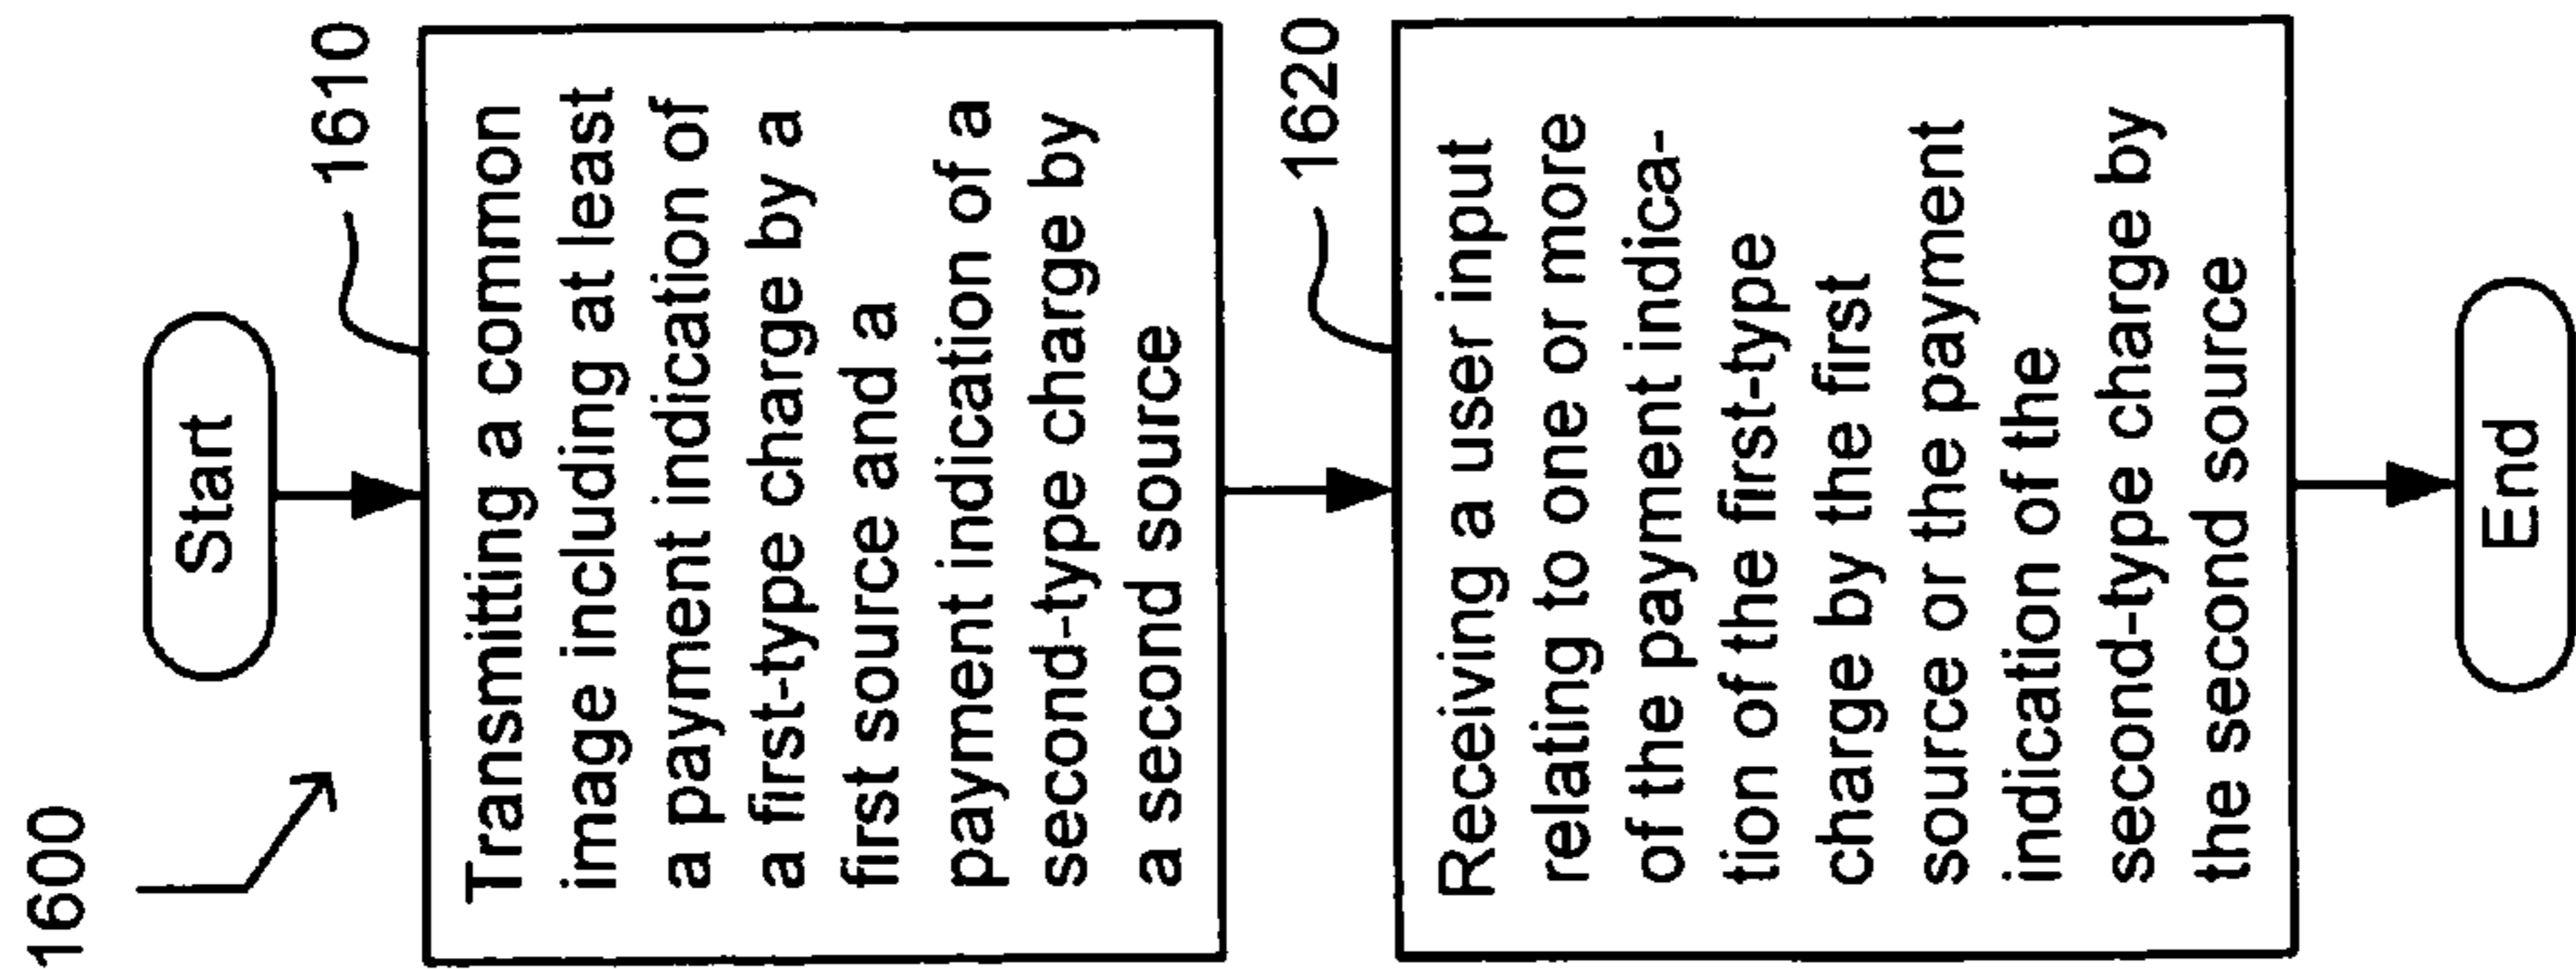 1600
Start
1610
Transmitting a common
image including at least
a payment indication of
a first-type charge by a
first source and a
payment indication of a
second-type charge by
a second source
1620
Receiving a user input
relating to one or more
of the payment indica-
tion of the first-type
charge by the first
source or the payment
indication of the
second-type charge by
the second source
End